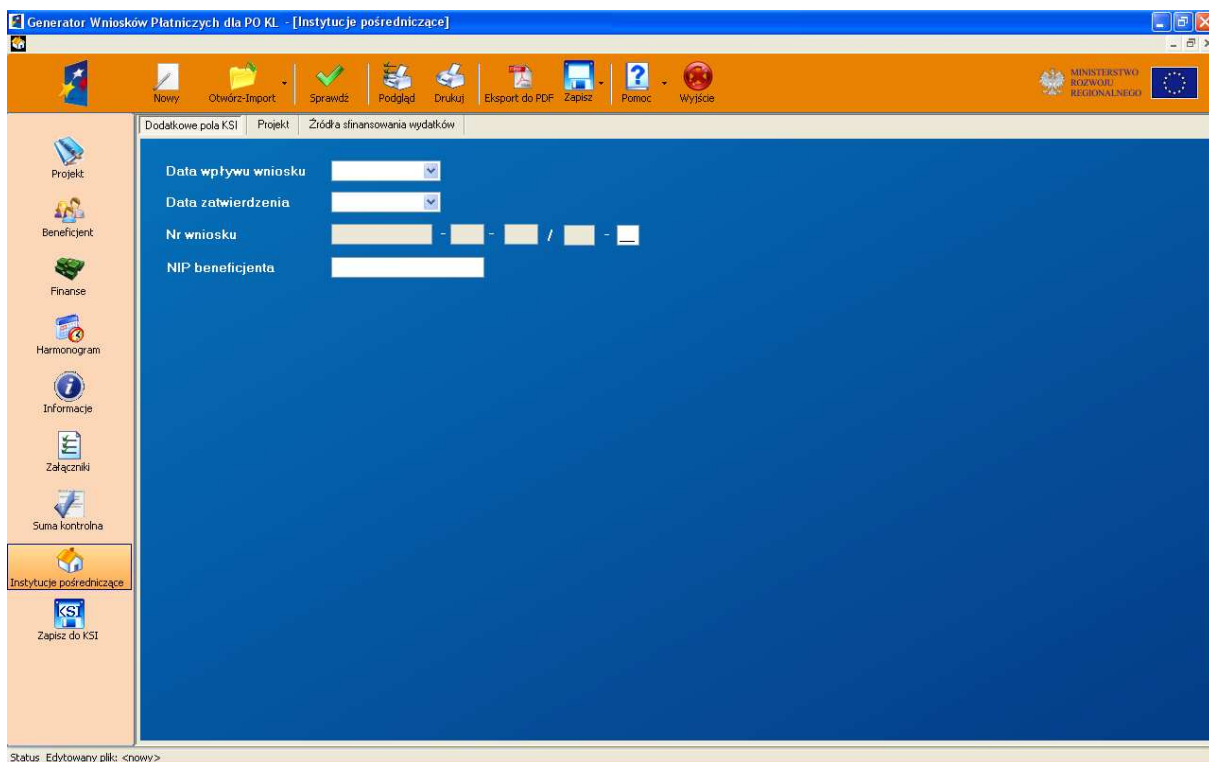 Generator Wniosków Płatniczych dla PO KL - [Instytucje pośredniczące]
Nowy Otwórz-Import Sprawdź Podgląd Drukuj Eksport do PDF Zapisz Pomoc Wyjście
MINISTERSTWO
ROZWOJU
REGIONALNEGO
Dodatkowe pola KSI Projekt Źródła sfinansowania wydatków
Projekt
Beneficjent
Finanse
Harmonogram
Informacje
Załączniki
Suma kontrolna
Instytucje pośredniczące
KSI
Zapisz do KSI
Data wpływu wniosku
Data zatwierdzenia
Nr wniosku - - / - __
NIP beneficjenta
Status Edytowany plik: <nowy>